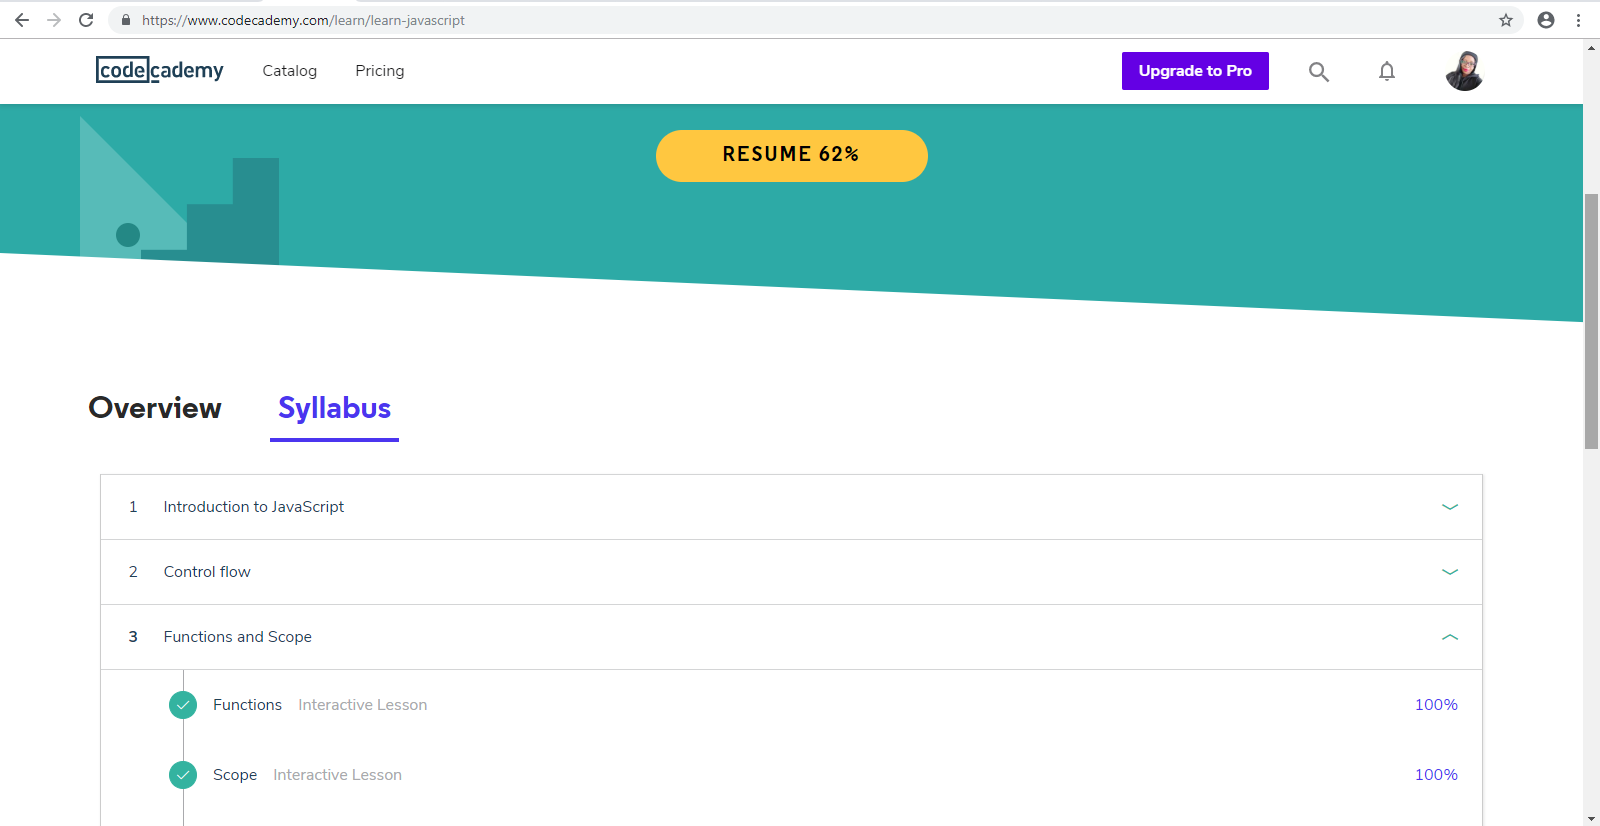 https://www.codecademy.com/learn/learn-javascript
codecademy Catalog Pricing Upgrade to Pro
RESUME 62%
Overview Syllabus
1 Introduction to JavaScript
2 Control flow
3 Functions and Scope
Functions Interactive Lesson 100%
Scope Interactive Lesson 100%